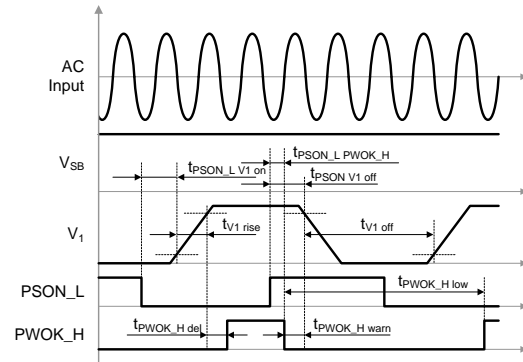 AC
Input
VSB
tPSON_L PWOK_H
tPSON_L V1 on
tPSON V1 off
V1
tV1 rise
tV1 off
PSON_L
tPWOK_H low
PWOK_H
tPWOK_H del
tPWOK_H warn